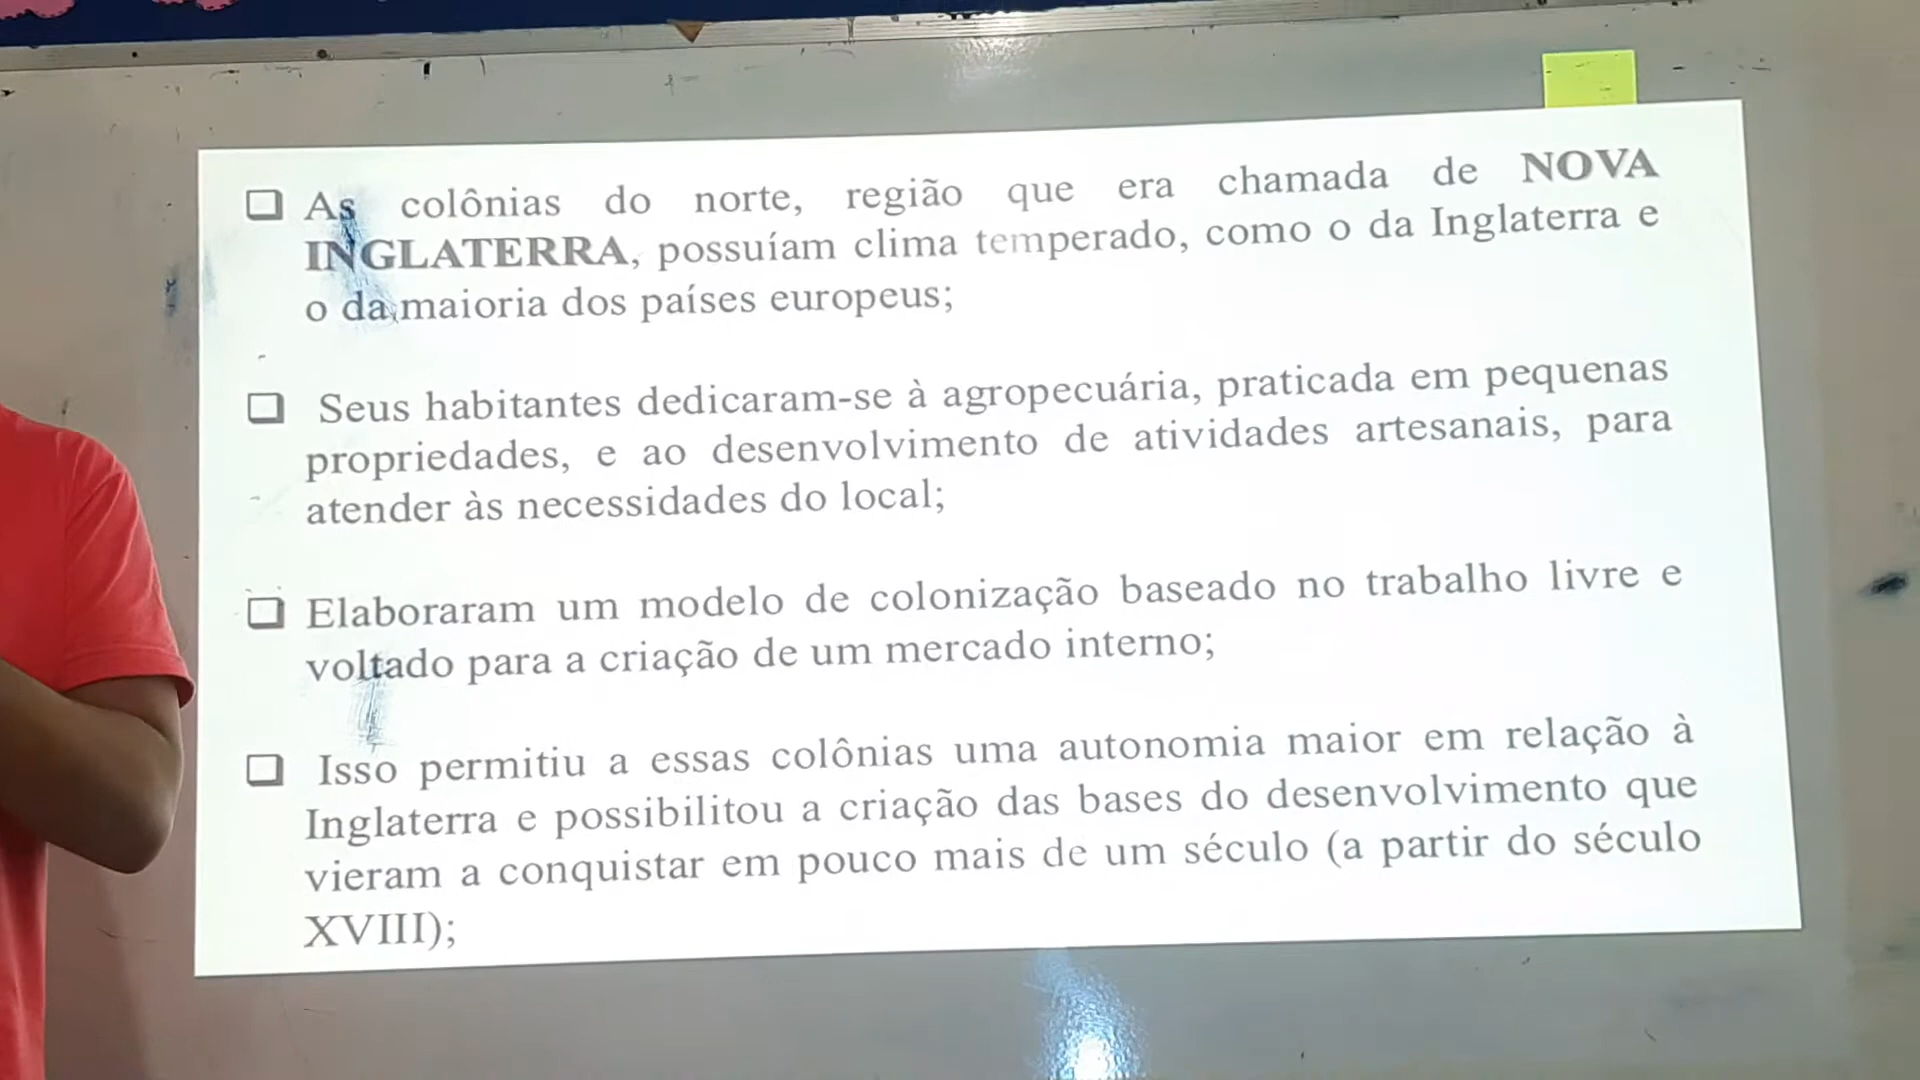 As colônias do norte, região que era chamada de NOVA
INGLATERRA, possuíam clima temperado, como o da Inglaterra e
o da maioria dos países europeus;
Seus habitantes dedicaram-se à agropecuária, praticada em pequenas
propriedades, e ao desenvolvimento de atividades artesanais, para
atender às necessidades do local;
Elaboraram um modelo de colonização baseado no trabalho livre e
voltado para a criação de um mercado interno;
Isso permitiu a essas colônias uma autonomia maior em relação à
Inglaterra e possibilitou a criação das bases do desenvolvimento que
vieram a conquistar em pouco mais de um século (a partir do século
XVIII);